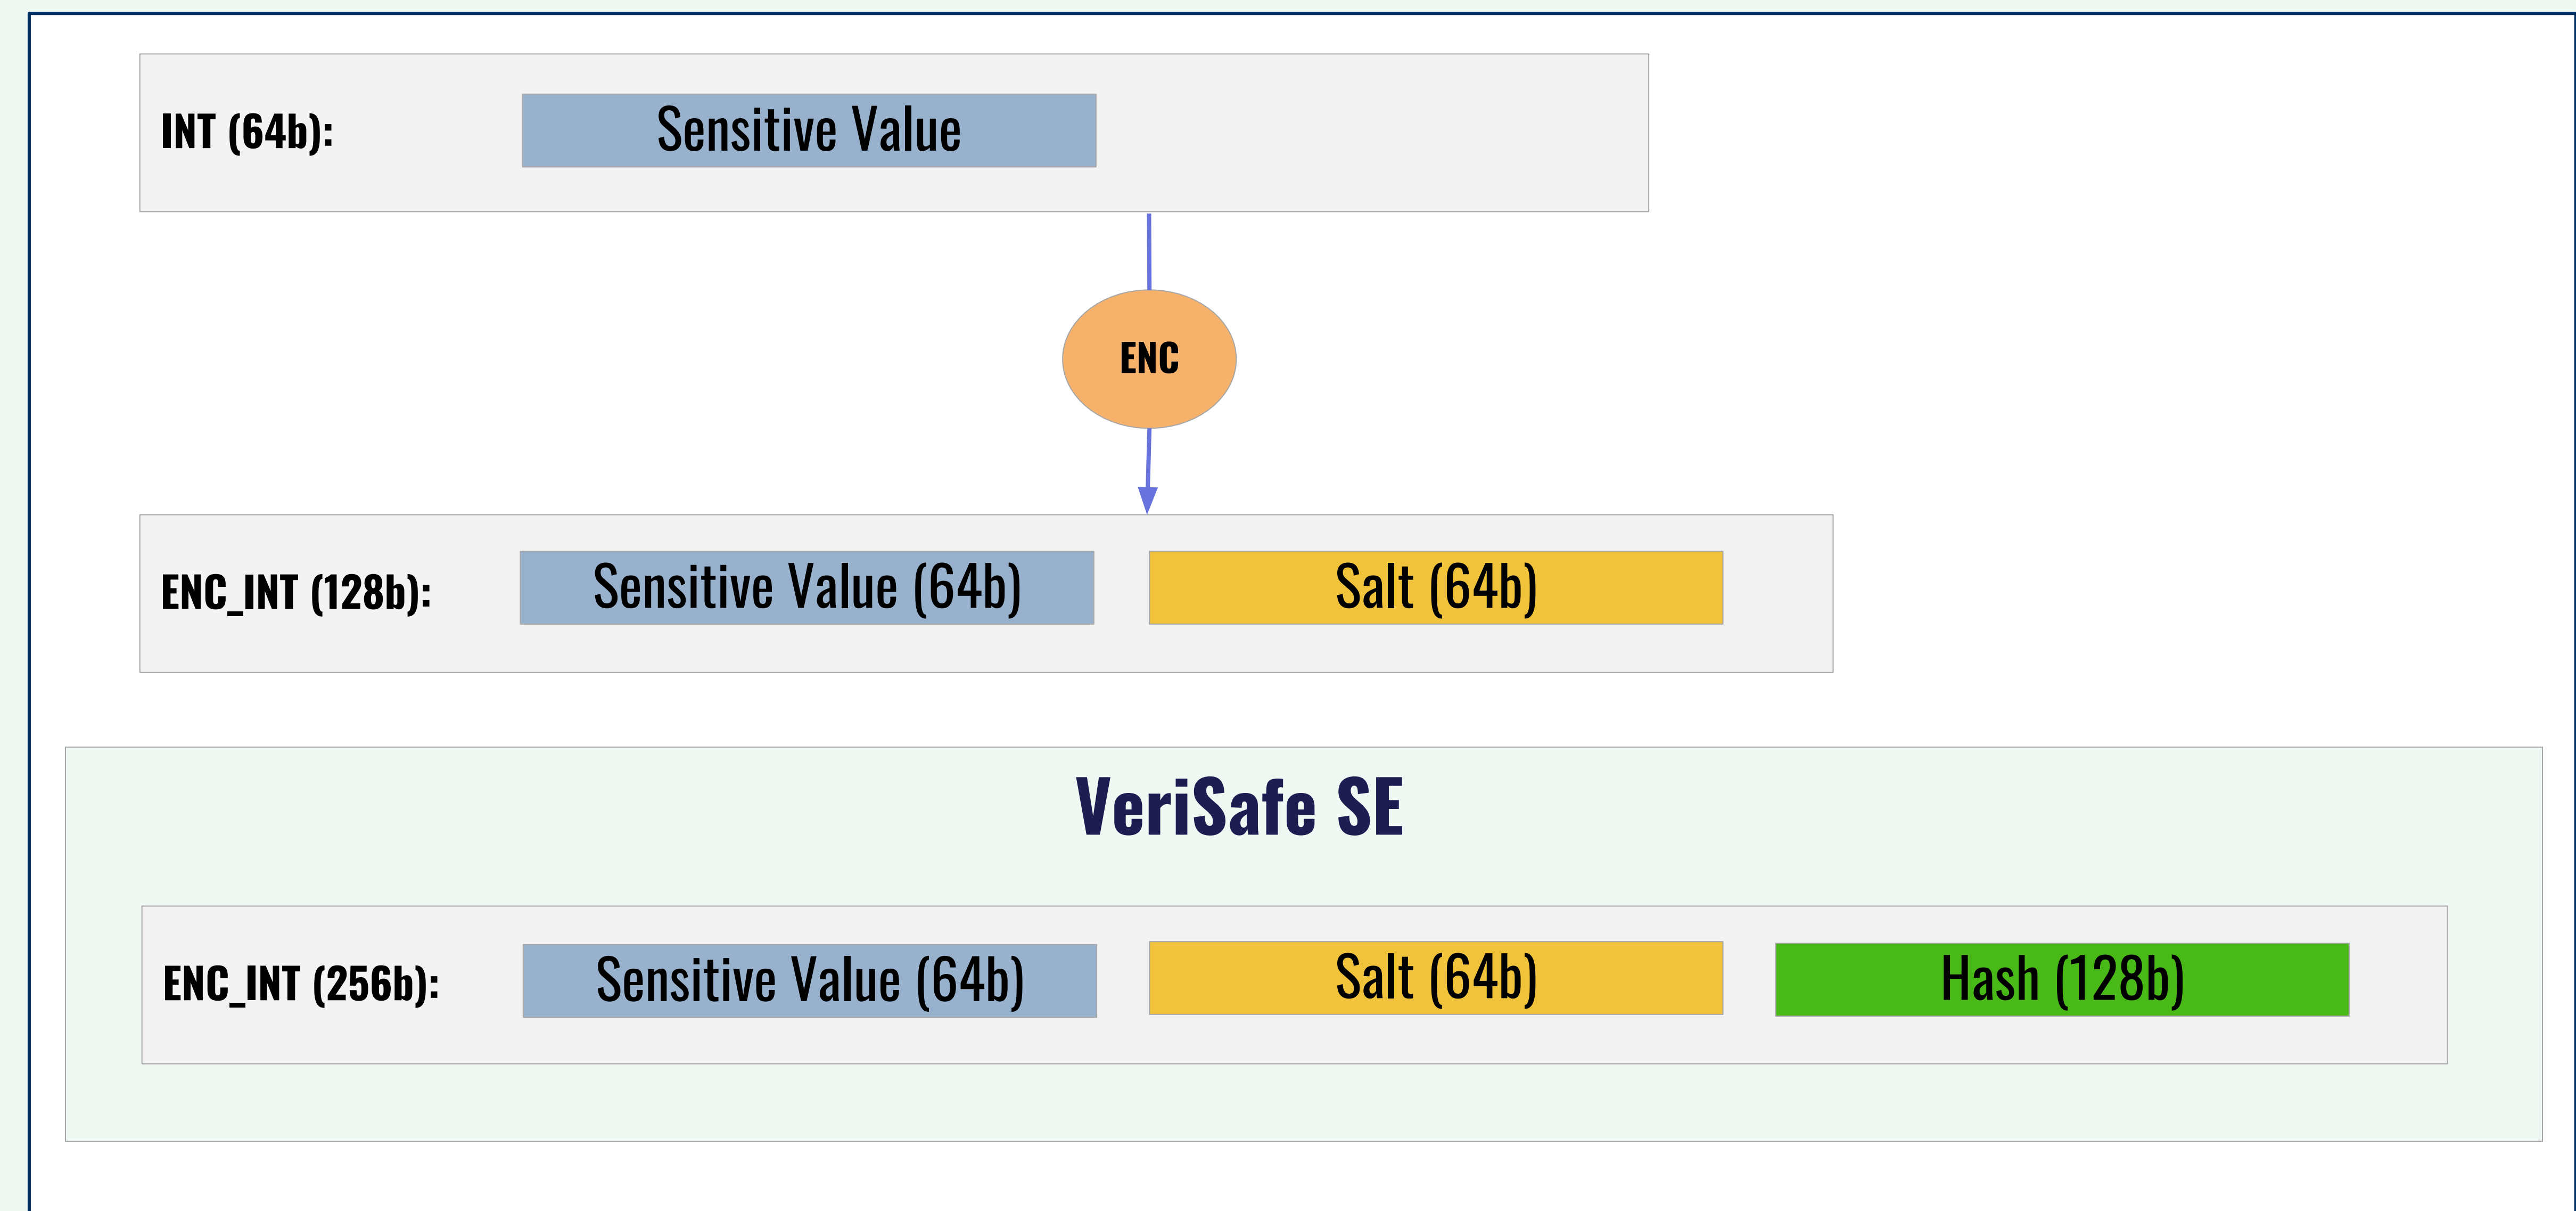 INT (64b): Sensitive Value
ENC
ENC_INT (128b): Sensitive Value (64b) Salt (64b)
VeriSafe SE
ENC_INT (256b): Sensitive Value (64b) Salt (64b) Hash (128b)